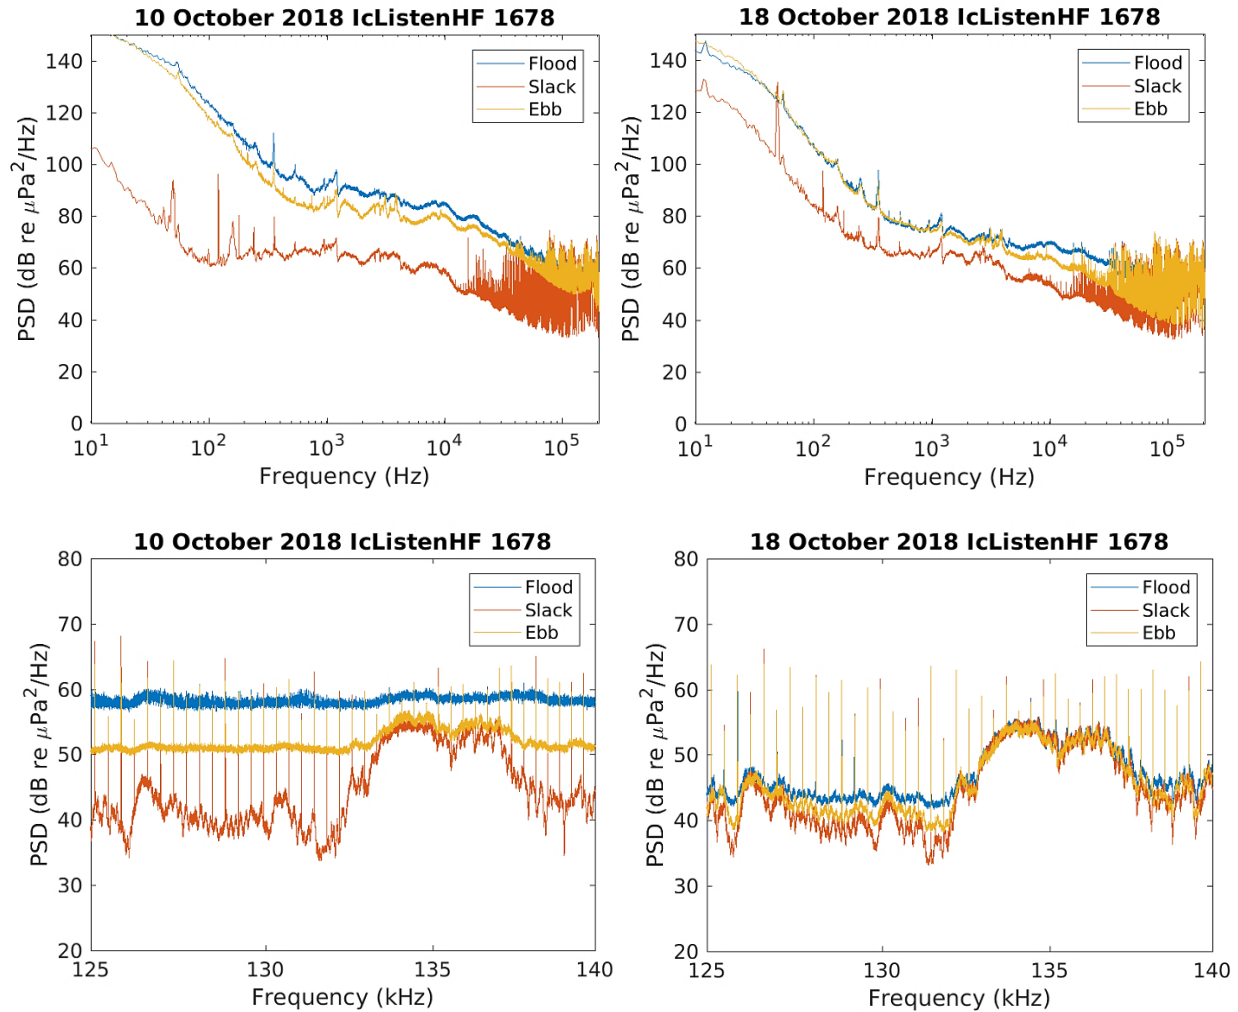 10 October 2018 IcListenHF 1678
PSD (dB re μPa²/Hz)
140
120
100
80
60
40
20
0
Flood
Slack
Ebb
10¹ 10² 10³ 10⁴ 10⁵
Frequency (Hz)
18 October 2018 IcListenHF 1678
PSD (dB re μPa²/Hz)
140
120
100
80
60
40
20
0
Flood
Slack
Ebb
10¹ 10² 10³ 10⁴ 10⁵
Frequency (Hz)
10 October 2018 IcListenHF 1678
PSD (dB re μPa²/Hz)
80
70
60
50
40
30
20
Flood
Slack
Ebb
125 130 135 140
Frequency (kHz)
18 October 2018 IcListenHF 1678
PSD (dB re μPa²/Hz)
80
70
60
50
40
30
20
Flood
Slack
Ebb
125 130 135 140
Frequency (kHz)